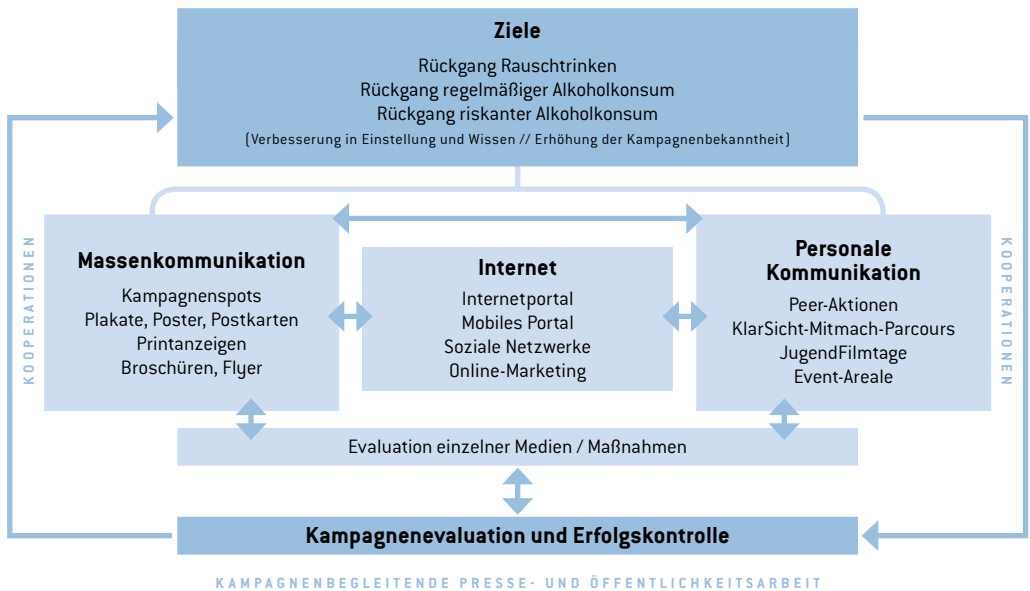 Ziele
Rückgang Rauschtrinken
Rückgang regelmäßiger Alkoholkonsum
Rückgang riskanter Alkoholkonsum
(Verbesserung in Einstellung und Wissen // Erhöhung der Kampagnenbekanntheit)
KOOPERATIONEN
Massenkommunikation
Kampagnenspots
Plakate, Poster, Postkarten
Printanzeigen
Broschüren, Flyer
Internet
Internetportal
Mobiles Portal
Soziale Netzwerke
Online-Marketing
Personale
Kommunikation
Peer-Aktionen
KlarSicht-Mitmach-Parcours
JugendFilmtage
Event-Areale
KOOPERATIONEN
Evaluation einzelner Medien / Maßnahmen
Kampagnenevaluation und Erfolgskontrolle
KAMPAGNENBEGLEITENDE PRESSE- UND ÖFFENTLICHKEITSARBEIT